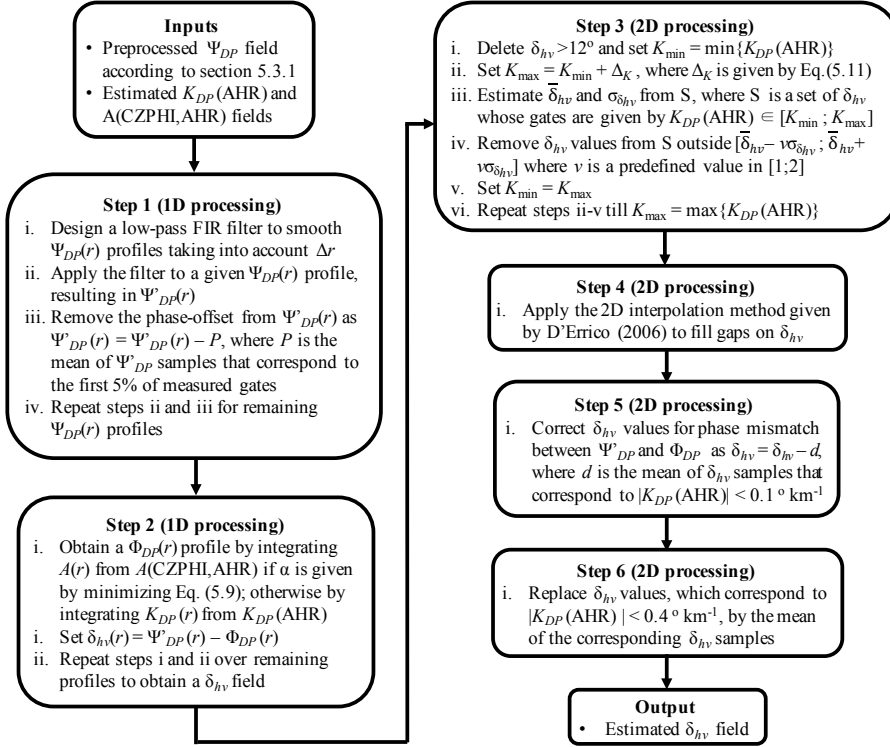 Inputs
• Preprocessed Ψ_DP field
according to section 5.3.1
• Estimated K_DP(AHR) and
A(CZPHI,AHR) fields
Step 1 (1D processing)
i. Design a low-pass FIR filter to smooth
Ψ_DP(r) profiles taking into account Δr
ii. Apply the filter to a given Ψ_DP(r) profile,
resulting in Ψ'_DP(r)
iii. Remove the phase-offset from Ψ'_DP(r) as
Ψ'_DP(r) = Ψ'_DP(r) – P, where P is the
mean of Ψ'_DP samples that correspond to
the first 5% of measured gates
iv. Repeat steps ii and iii for remaining
Ψ_DP(r) profiles
Step 2 (1D processing)
i. Obtain a Φ_DP(r) profile by integrating
A(r) from A(CZPHI,AHR) if α is given
by minimizing Eq. (5.9); otherwise by
integrating K_DP(r) from K_DP(AHR)
i. Set δ_hv(r) = Ψ'_DP(r) – Φ_DP(r)
ii. Repeat steps i and ii over remaining
profiles to obtain a δ_hv field
Step 3 (2D processing)
i. Delete δ_hv >12º and set K_min = min{K_DP(AHR)}
ii. Set K_max = K_min + Δ_K, where Δ_K is given by Eq.(5.11)
iii. Estimate δ̅_hv and σ_δhv from S, where S is a set of δ_hv
whose gates are given by K_DP(AHR) ∈ [K_min ; K_max]
iv. Remove δ_hv values from S outside [δ̅_hv– vσ_δhv ; δ̅_hv+
vσ_δhv] where v is a predefined value in [1;2]
v. Set K_min = K_max
vi. Repeat steps ii-v till K_max = max{K_DP(AHR)}
Step 4 (2D processing)
i. Apply the 2D interpolation method given
by D'Errico (2006) to fill gaps on δ_hv
Step 5 (2D processing)
i. Correct δ_hv values for phase mismatch
between Ψ'_DP and Φ_DP as δ_hv = δ_hv – d,
where d is the mean of δ_hv samples that
correspond to |K_DP(AHR)| < 0.1 º km⁻¹
Step 6 (2D processing)
i. Replace δ_hv values, which correspond to
|K_DP(AHR) | < 0.4 º km⁻¹, by the mean
of the corresponding δ_hv samples
Output
• Estimated δ_hv field